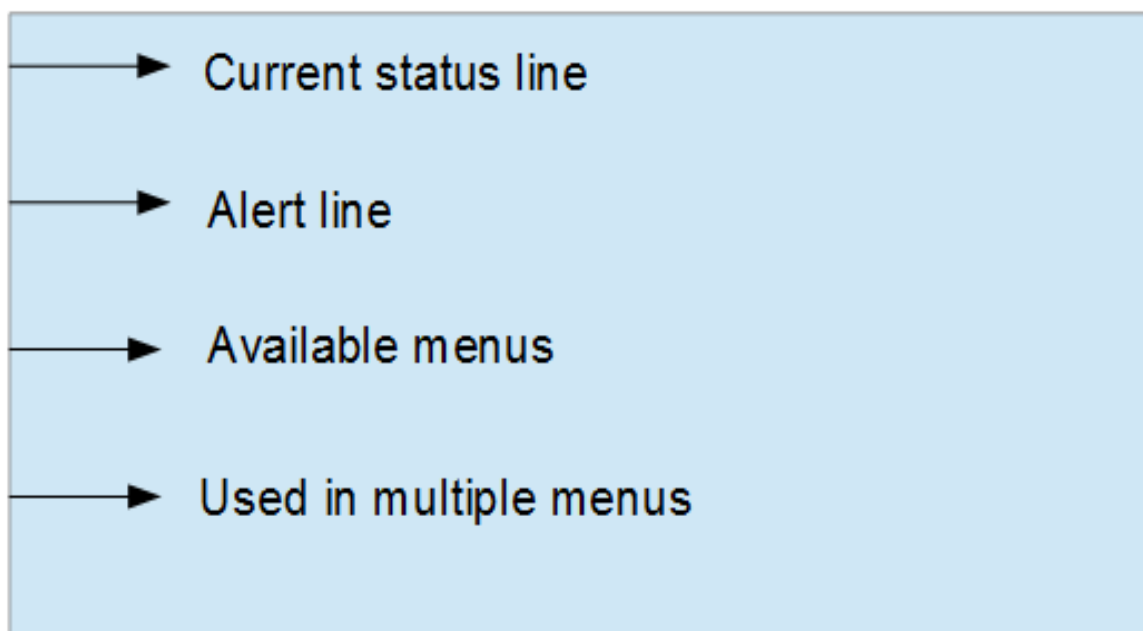 Current status line
Alert line
Available menus
Used in multiple menus